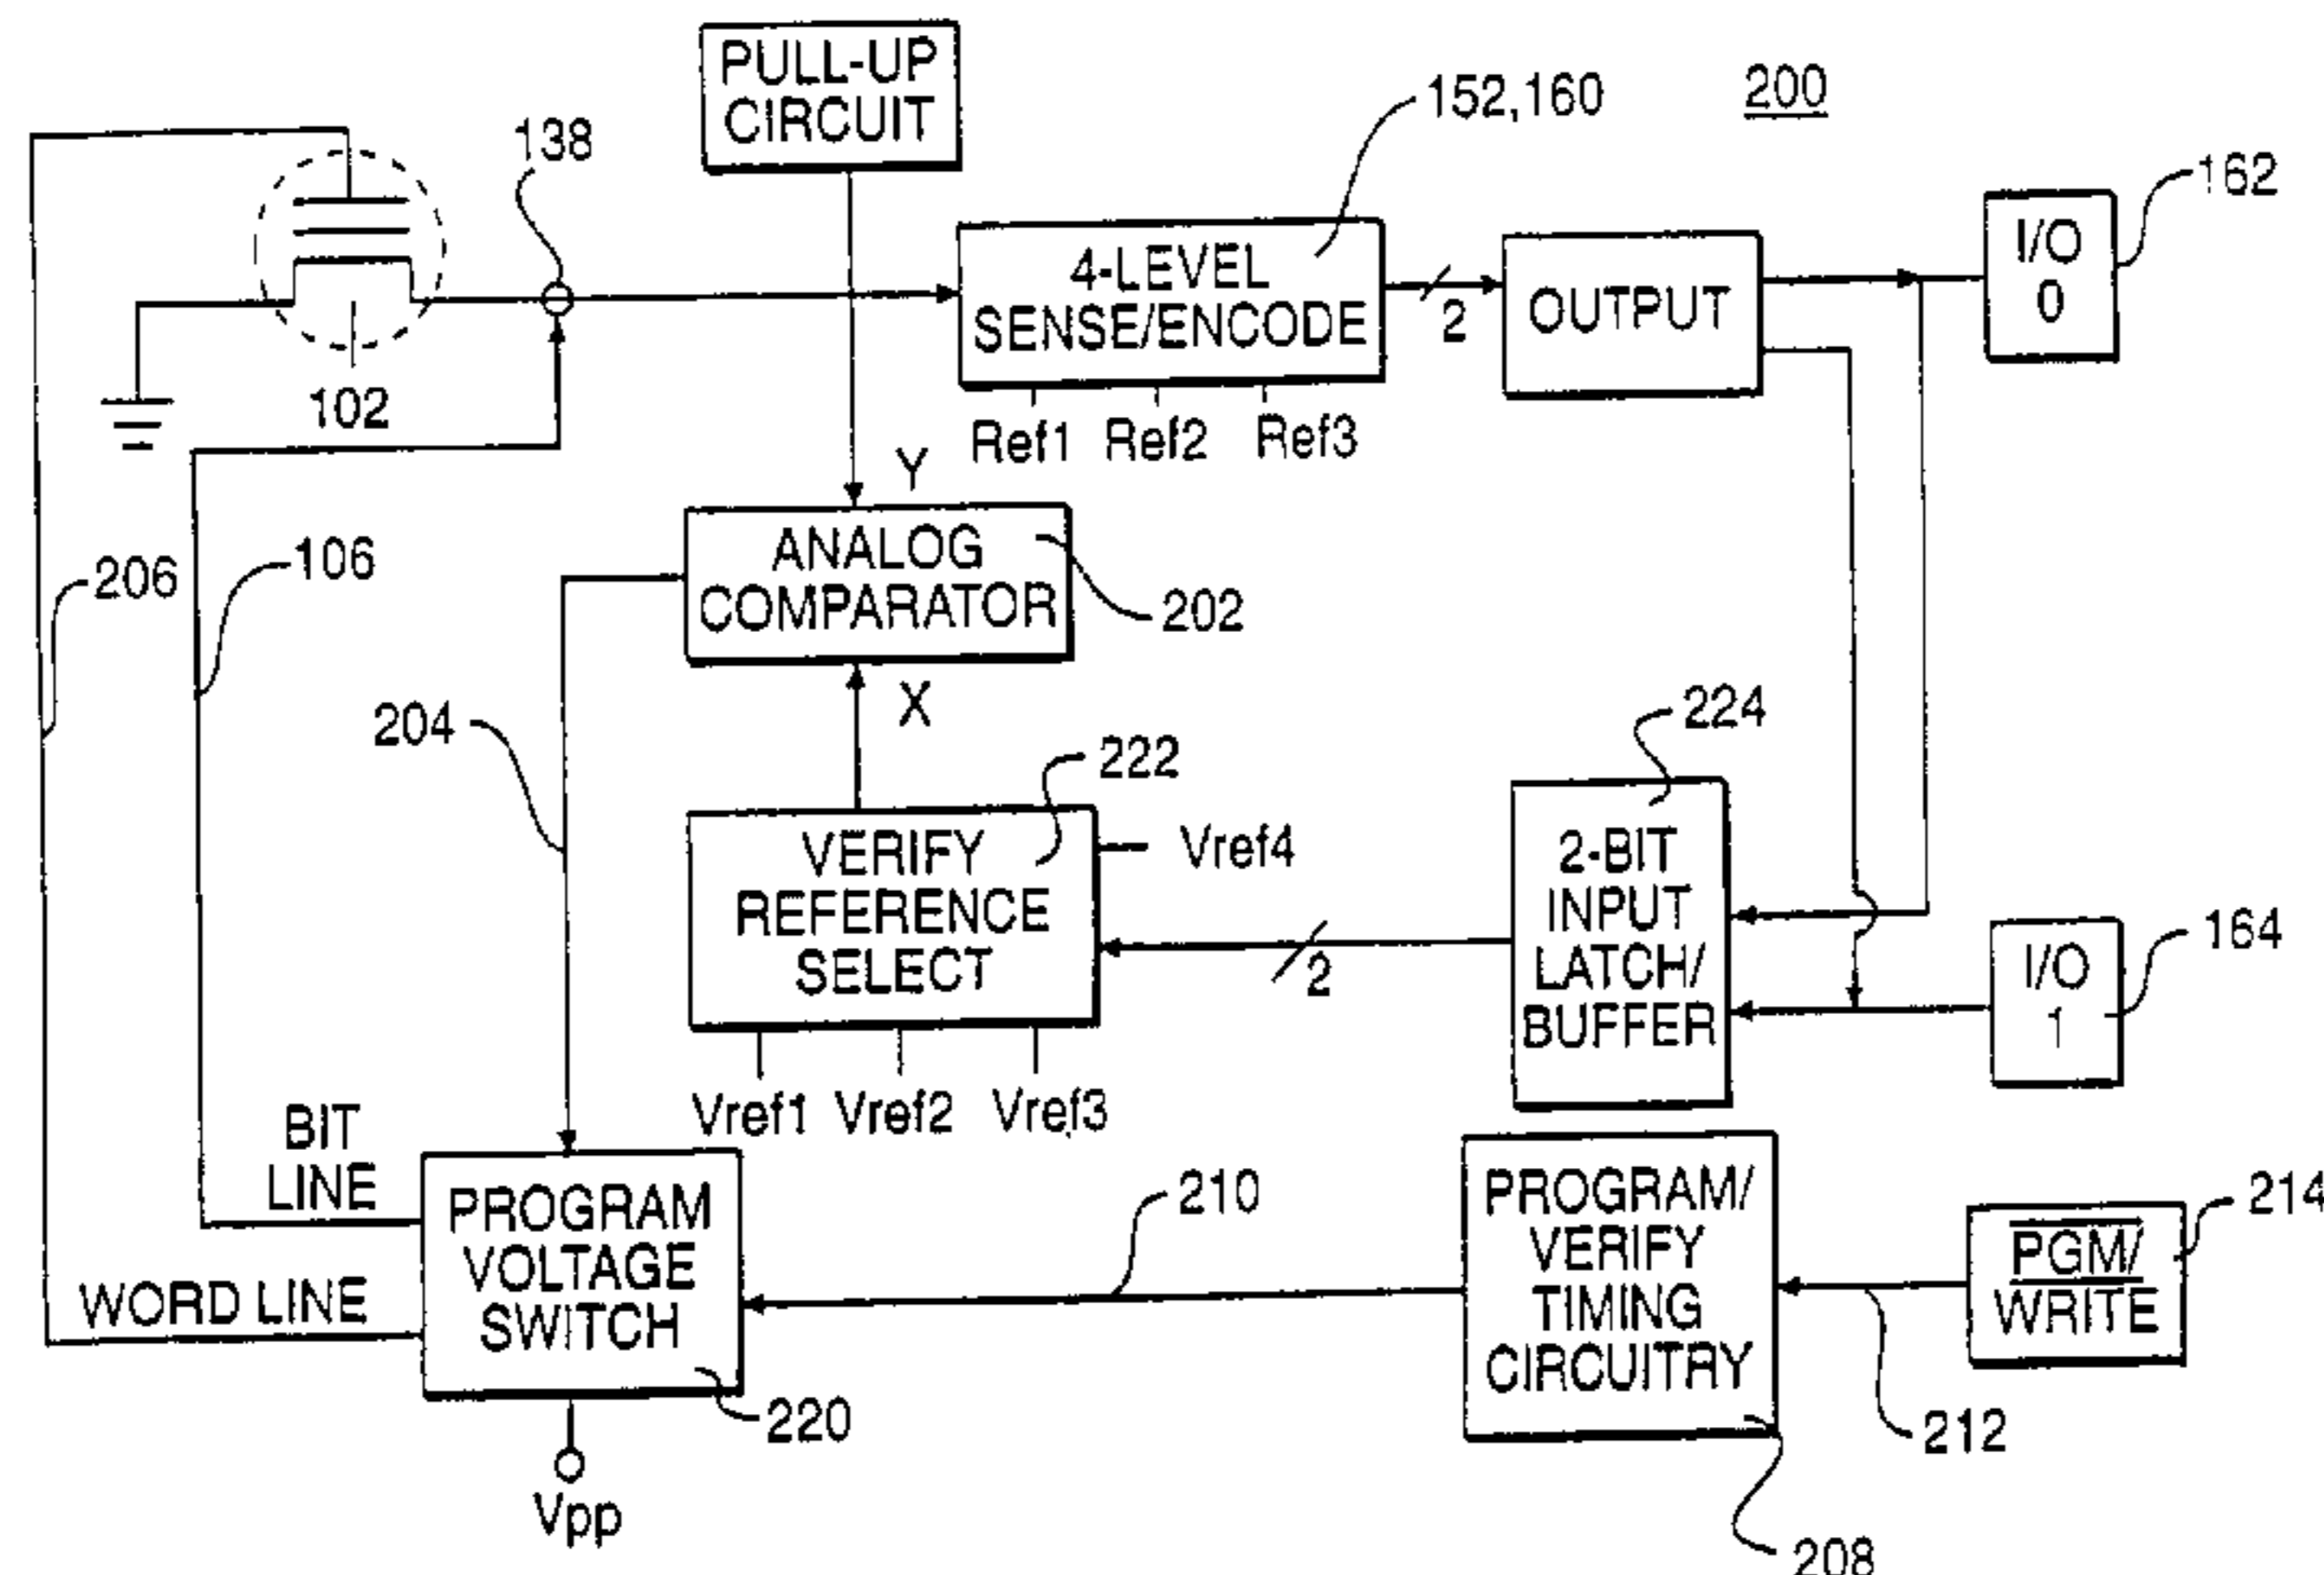 PULL-UP
CIRCUIT
138
152,160
200
162
I/O
0
4-LEVEL
SENSE/ENCODE
2
OUTPUT
102
Ref1
Ref2
Ref3
Y
ANALOG
COMPARATOR
202
206
106
X
204
222
224
VERIFY
REFERENCE
SELECT
Vref4
2
2-BIT
INPUT
LATCH/
BUFFER
164
I/O
1
Vref1
Vref2
Vref3
BIT
LINE
WORD LINE
PROGRAM
VOLTAGE
SWITCH
210
PROGRAM/
VERIFY
TIMING
CIRCUITRY
214
PGM/
WRITE
220
212
Vpp
208